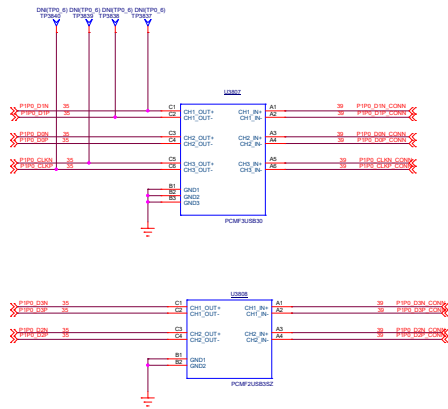 DNI(TP0_6) DNI(TP0_6) DNI(TP0_6) DNI(TP0_6)
TP3840 TP3839 TP3838 TP3837
U3807
P1P0_D1N 35 C1 CH1_OUT+ CH1_IN+ A1 39 P1P0_D1N_CONN
P1P0_D1P 35 C2 CH1_OUT- CH1_IN- A2 39 P1P0_D1P_CONN
P1P0_D0N 35 C3 CH2_OUT+ CH2_IN+ A3 39 P1P0_D0N_CONN
P1P0_D0P 35 C4 CH2_OUT- CH2_IN- A4 39 P1P0_D0P_CONN
P1P0_CLKN 35 C5 CH3_OUT+ CH3_IN+ A5 39 P1P0_CLKN_CONN
P1P0_CLKP 35 C6 CH3_OUT- CH3_IN- A6 39 P1P0_CLKP_CONN
B1 GND1
B2 GND2
B3 GND3
PCMF3USB30
U3808
P1P0_D3N 35 C1 CH1_OUT+ CH1_IN+ A1 39 P1P0_D3N_CONN
P1P0_D3P 35 C2 CH1_OUT- CH1_IN- A2 39 P1P0_D3P_CONN
P1P0_D2N 35 C3 CH2_OUT+ CH2_IN+ A3 39 P1P0_D2N_CONN
P1P0_D2P 35 C4 CH2_OUT- CH2_IN- A4 39 P1P0_D2P_CONN
B1 GND1
B2 GND2
PCMF2USB3SZ